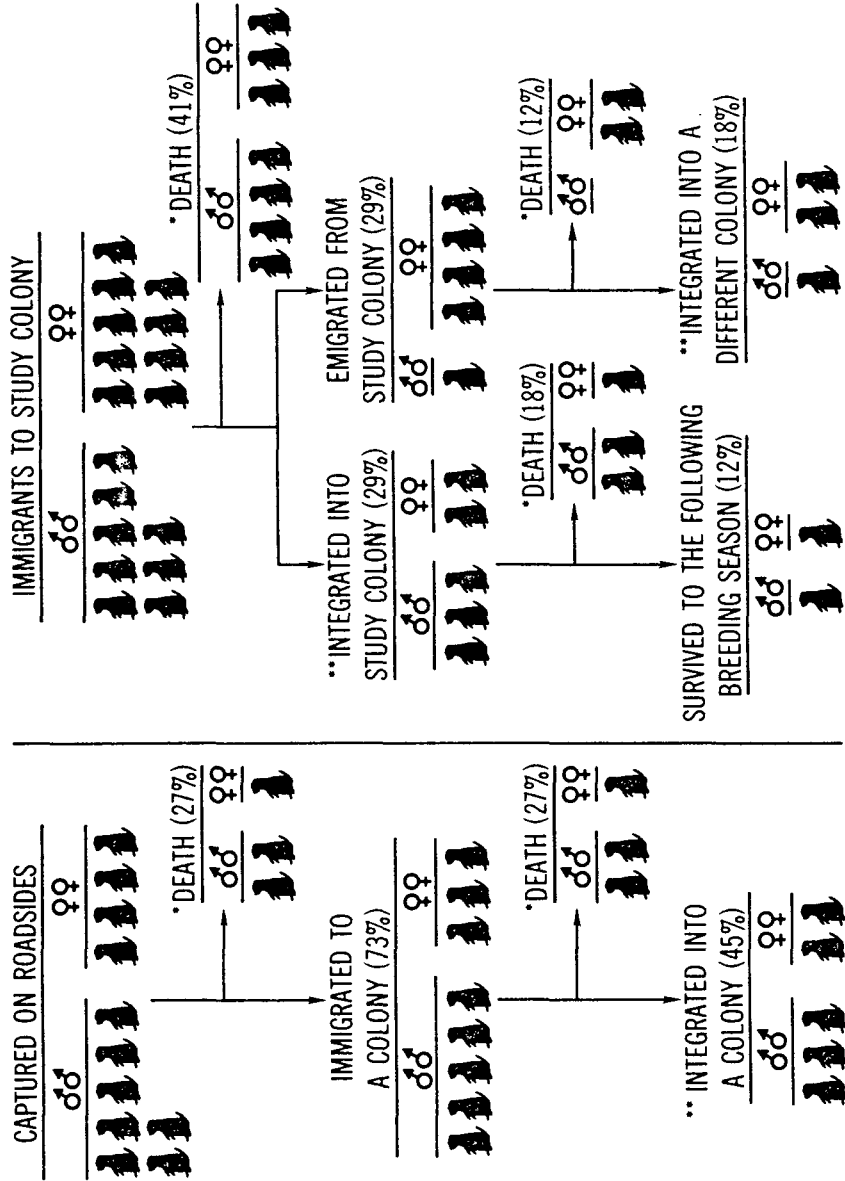 CAPTURED ON ROADSIDES
♂♂ ♀♀
*DEATH (27%)
♂♂ ♀♀
IMMIGRATED TO
A COLONY (73%)
♂♂ ♀♀
*DEATH (27%)
♂♂ ♀♀
** INTEGRATED INTO
A COLONY (45%)
♂♂ ♀♀
IMMIGRANTS TO STUDY COLONY
♂♂ ♀♀
*DEATH (41%)
♂♂ ♀♀
**INTEGRATED INTO
STUDY COLONY (29%)
♂♂ ♀♀
EMIGRATED FROM
STUDY COLONY (29%)
♂♂ ♀♀
*DEATH (18%)
♂♂ ♀♀
*DEATH (12%)
♂♂ ♀♀
SURVIVED TO THE FOLLOWING
BREEDING SEASON (12%)
♂♂ ♀♀
**INTEGRATED INTO A
DIFFERENT COLONY (18%)
♂♂ ♀♀